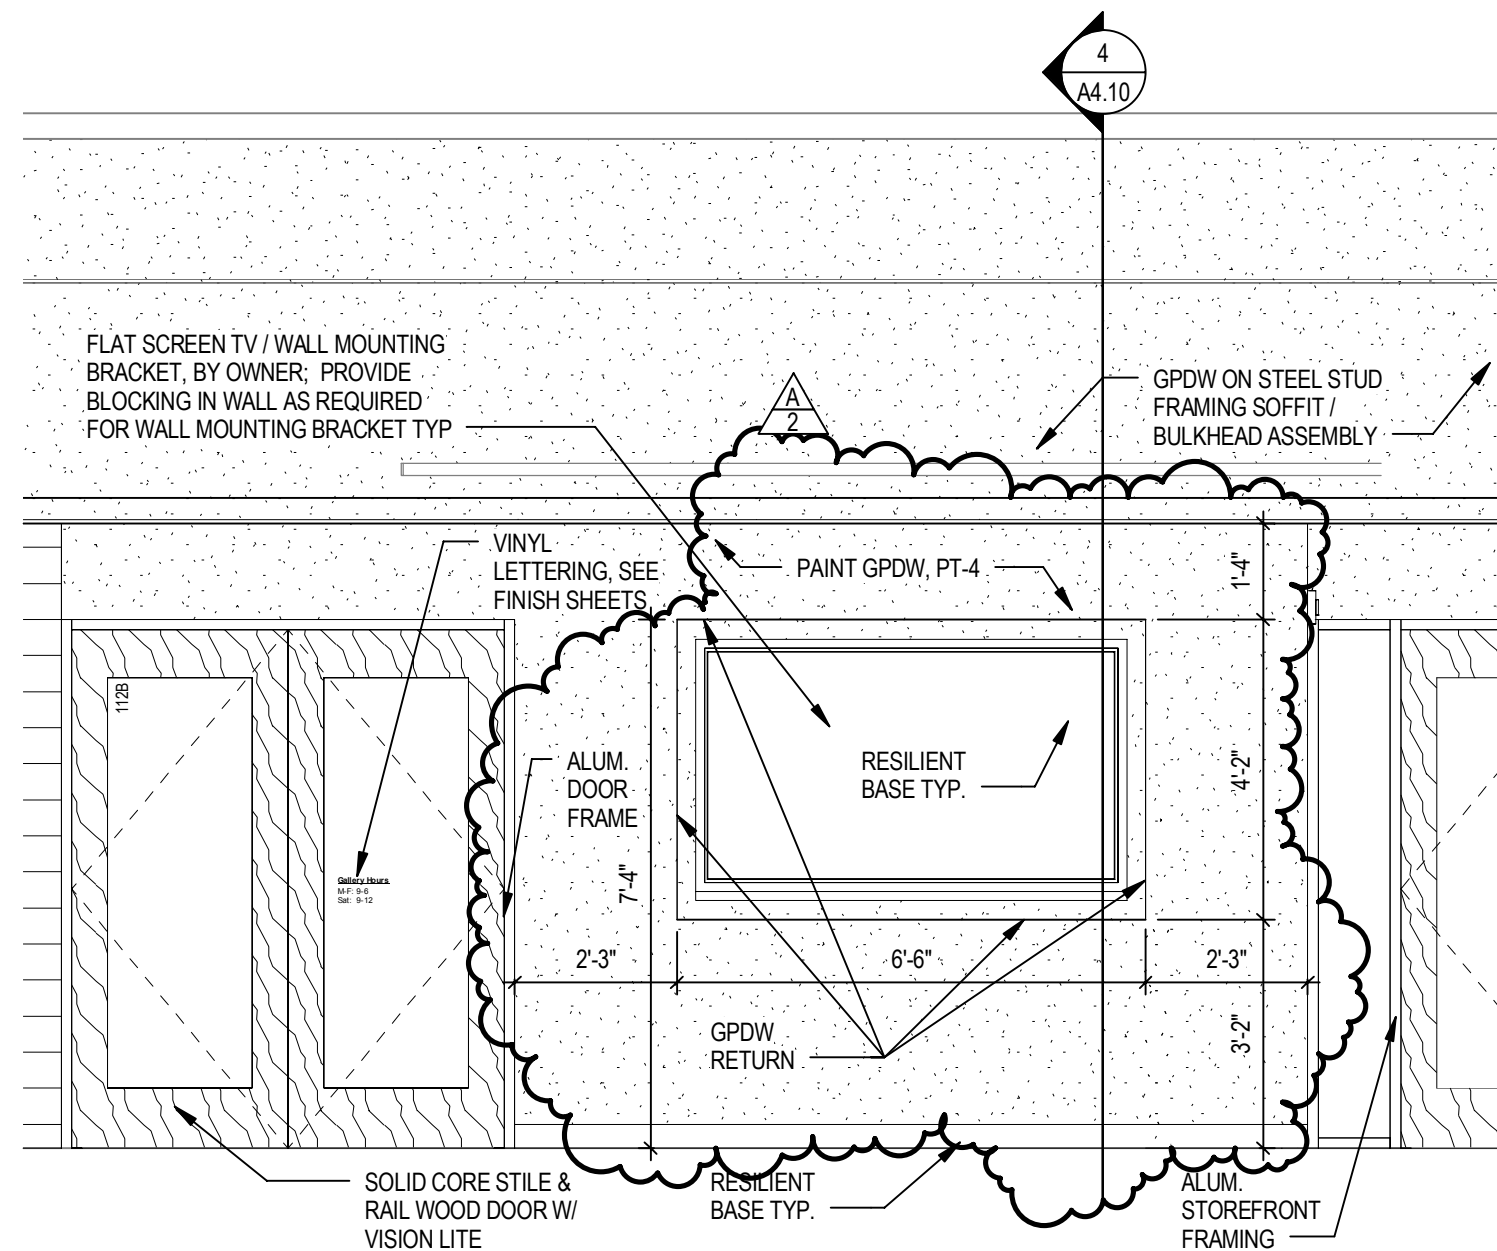 4
A4.10
FLAT SCREEN TV / WALL MOUNTING
BRACKET, BY OWNER; PROVIDE
BLOCKING IN WALL AS REQUIRED
FOR WALL MOUNTING BRACKET TYP
A
2
GPDW ON STEEL STUD
FRAMING SOFFIT /
BULKHEAD ASSEMBLY
VINYL
LETTERING, SEE
FINISH SHEETS
PAINT GPDW, PT-4
1'-4"
112B
ALUM.
DOOR
FRAME
RESILIENT
BASE TYP.
4'-2"
7'-4"
Gallery Hours
M-F: 9-6
Sat: 9-12
2'-3"
6'-6"
2'-3"
GPDW
RETURN
3'-2"
SOLID CORE STILE &
RAIL WOOD DOOR W/
VISION LITE
RESILIENT
BASE TYP.
ALUM.
STOREFRONT
FRAMING